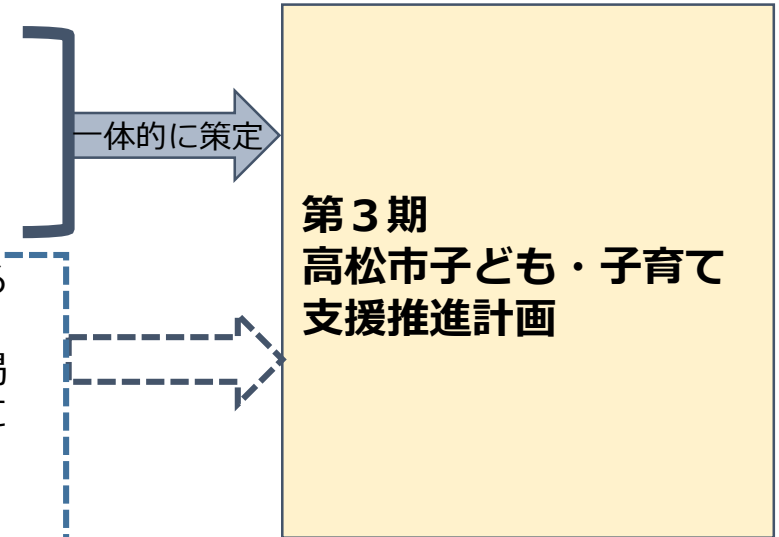 一体的に策定
第３期
高松市子ども・子育て
支援推進計画
る